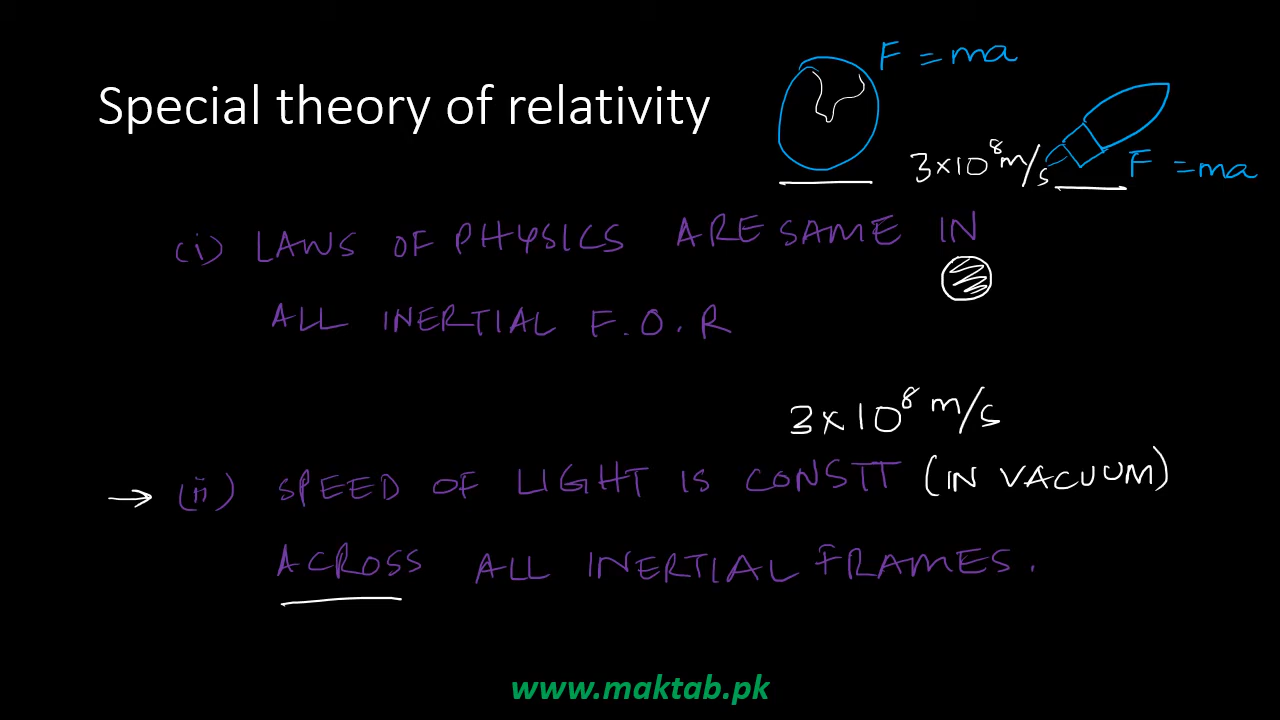 F = ma
Special theory of relativity
3×10⁸m/s
F = ma
(i) LAWS OF PHYSICS ARE SAME IN
ALL INERTIAL F.O.R
3×10⁸ m/s
(ii) SPEED OF LIGHT IS CONSTT (IN VACUUM)
ACROSS ALL INERTIAL FRAMES.
www.maktab.pk